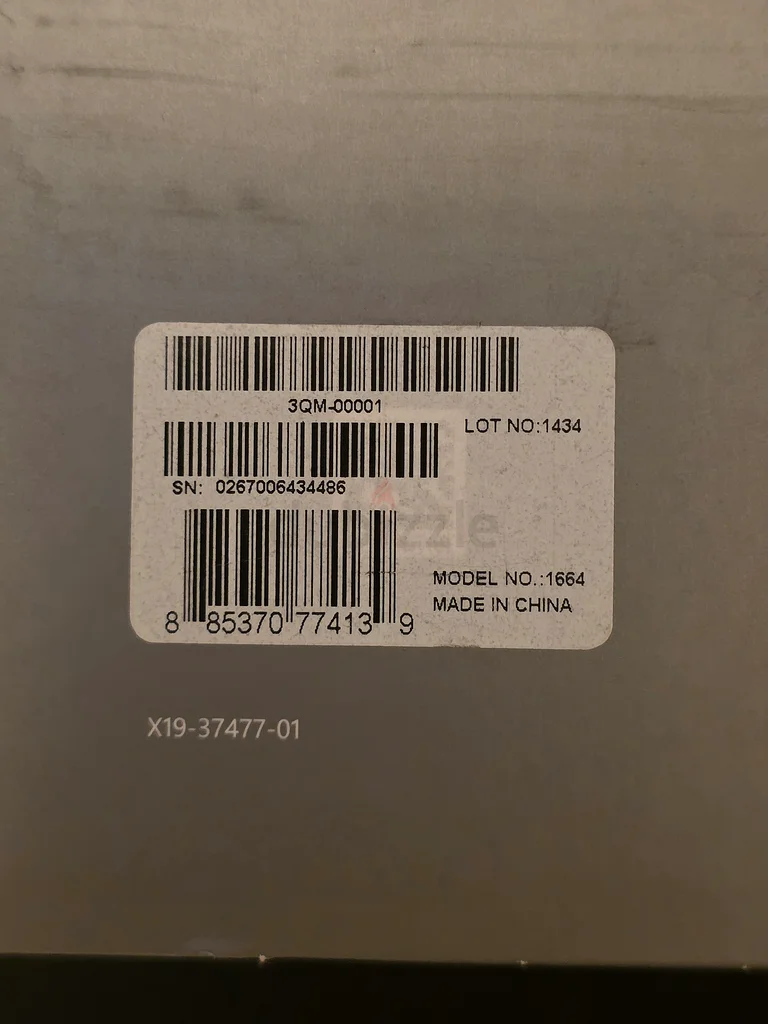 3QM-00001
LOT NO:1434
SN: 0267006434486
MODEL NO.:1664
MADE IN CHINA
8 85370 77413 9
X19-37477-01